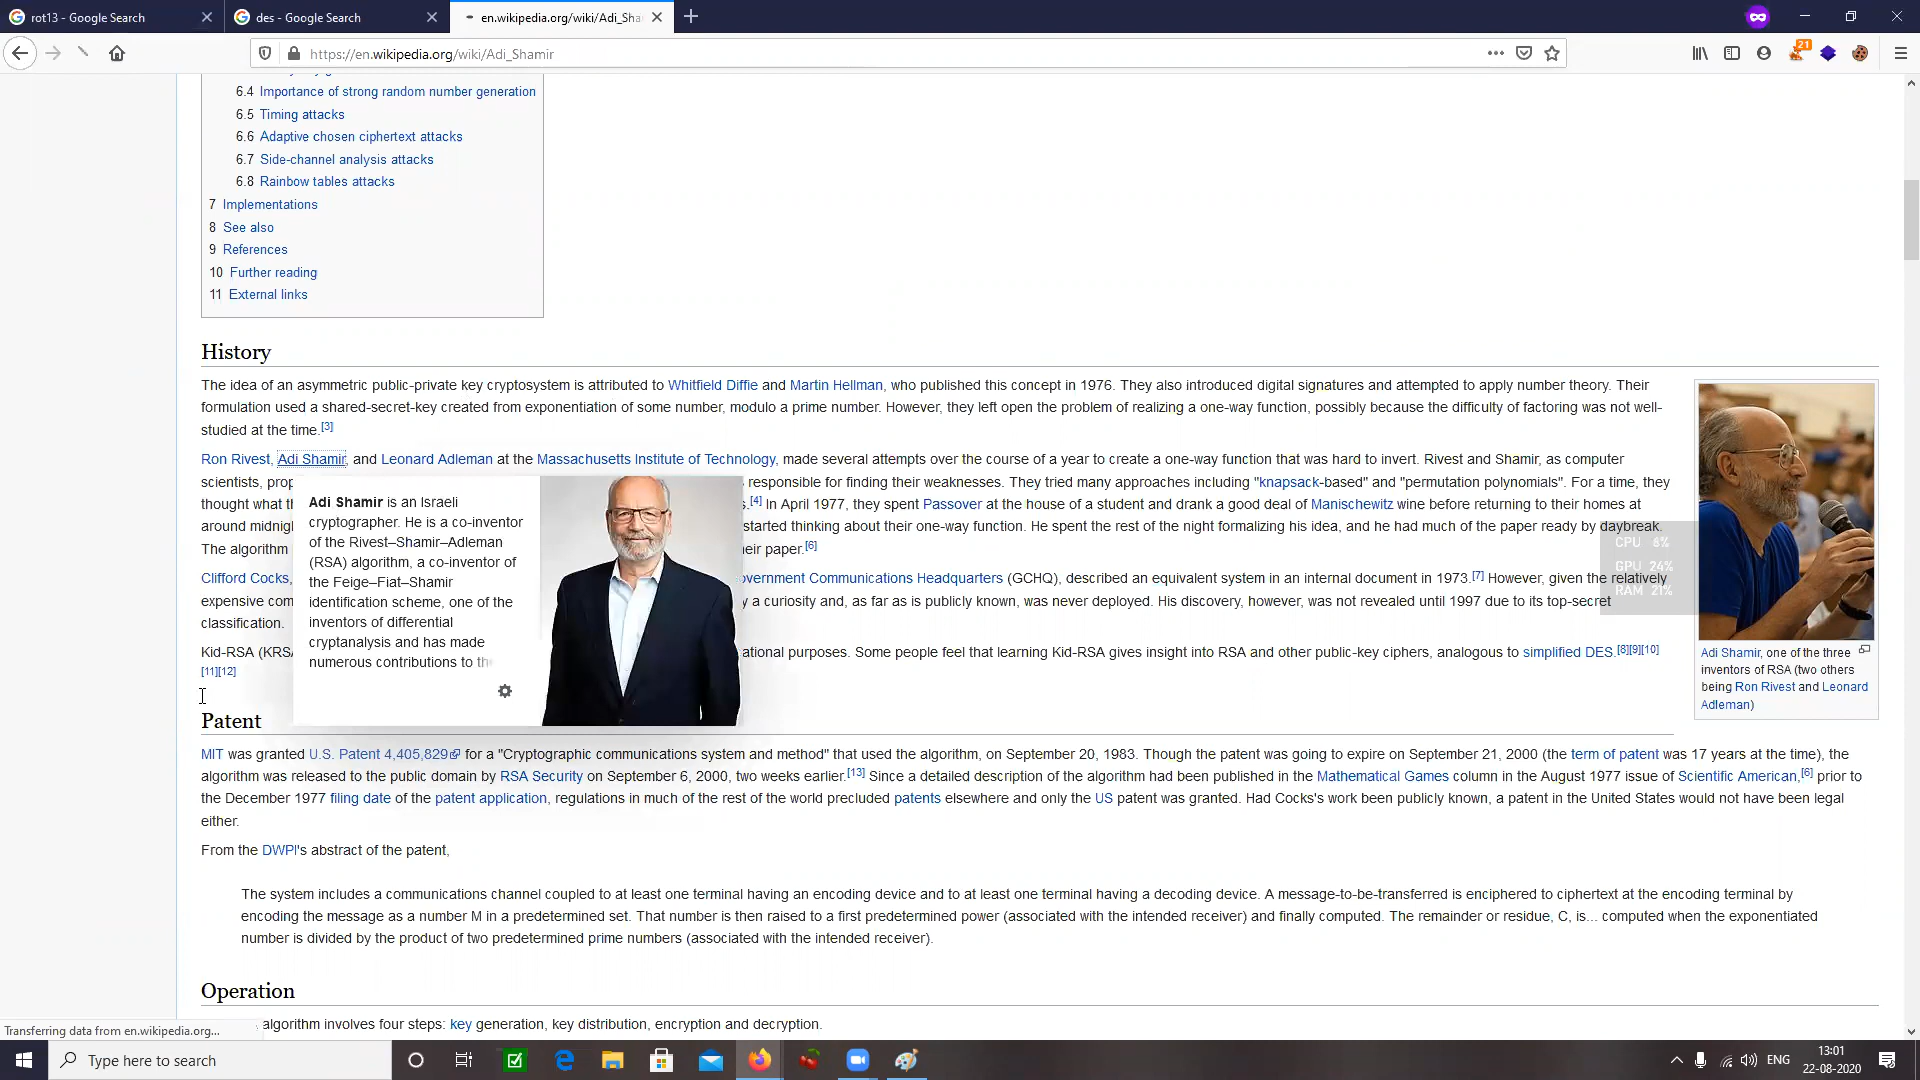 rot13 - Google Search
des - Google Search
en.wikipedia.org/wiki/Adi_Sha
https://en.wikipedia.org/wiki/Adi_Shamir
21
6.4 Importance of strong random number generation
6.5 Timing attacks
6.6 Adaptive chosen ciphertext attacks
6.7 Side-channel analysis attacks
6.8 Rainbow tables attacks
7 Implementations
8 See also
9 References
10 Further reading
11 External links
History
The idea of an asymmetric public-private key cryptosystem is attributed to Whitfield Diffie and Martin Hellman, who published this concept in 1976. They also introduced digital signatures and attempted to apply number theory. Their
formulation used a shared-secret-key created from exponentiation of some number, modulo a prime number. However, they left open the problem of realizing a one-way function, possibly because the difficulty of factoring was not well-
studied at the time.[3]
Ron Rivest, Adi Shamir, and Leonard Adleman at the Massachusetts Institute of Technology, made several attempts over the course of a year to create a one-way function that was hard to invert. Rivest and Shamir, as computer
scientists, prop responsible for finding their weaknesses. They tried many approaches including "knapsack-based" and "permutation polynomials". For a time, they
thought what th s.[4] In April 1977, they spent Passover at the house of a student and drank a good deal of Manischewitz wine before returning to their homes at
around midnigh started thinking about their one-way function. He spent the rest of the night formalizing his idea, and he had much of the paper ready by daybreak.
The algorithm eir paper.[6]
Clifford Cocks, overnment Communications Headquarters (GCHQ), described an equivalent system in an internal document in 1973.[7] However, given the relatively
expensive com y a curiosity and, as far as is publicly known, was never deployed. His discovery, however, was not revealed until 1997 due to its top-secret
classification.
Kid-RSA (KRSA ational purposes. Some people feel that learning Kid-RSA gives insight into RSA and other public-key ciphers, analogous to simplified DES.[8][9][10]
[11][12]
Adi Shamir is an Israeli
cryptographer. He is a co-inventor
of the Rivest–Shamir–Adleman
(RSA) algorithm, a co-inventor of
the Feige–Fiat–Shamir
identification scheme, one of the
inventors of differential
cryptanalysis and has made
numerous contributions to the
CPU 6%
GPU 24%
RAM 21%
Adi Shamir, one of the three
inventors of RSA (two others
being Ron Rivest and Leonard
Adleman)
Patent
MIT was granted U.S. Patent 4,405,829 for a "Cryptographic communications system and method" that used the algorithm, on September 20, 1983. Though the patent was going to expire on September 21, 2000 (the term of patent was 17 years at the time), the
algorithm was released to the public domain by RSA Security on September 6, 2000, two weeks earlier.[13] Since a detailed description of the algorithm had been published in the Mathematical Games column in the August 1977 issue of Scientific American,[6] prior to
the December 1977 filing date of the patent application, regulations in much of the rest of the world precluded patents elsewhere and only the US patent was granted. Had Cocks's work been publicly known, a patent in the United States would not have been legal
either.
From the DWPI's abstract of the patent,
The system includes a communications channel coupled to at least one terminal having an encoding device and to at least one terminal having a decoding device. A message-to-be-transferred is enciphered to ciphertext at the encoding terminal by
encoding the message as a number M in a predetermined set. That number is then raised to a first predetermined power (associated with the intended receiver) and finally computed. The remainder or residue, C, is... computed when the exponentiated
number is divided by the product of two predetermined prime numbers (associated with the intended receiver).
Operation
algorithm involves four steps: key generation, key distribution, encryption and decryption.
Transferring data from en.wikipedia.org...
Type here to search
ENG
13:01
22-08-2020